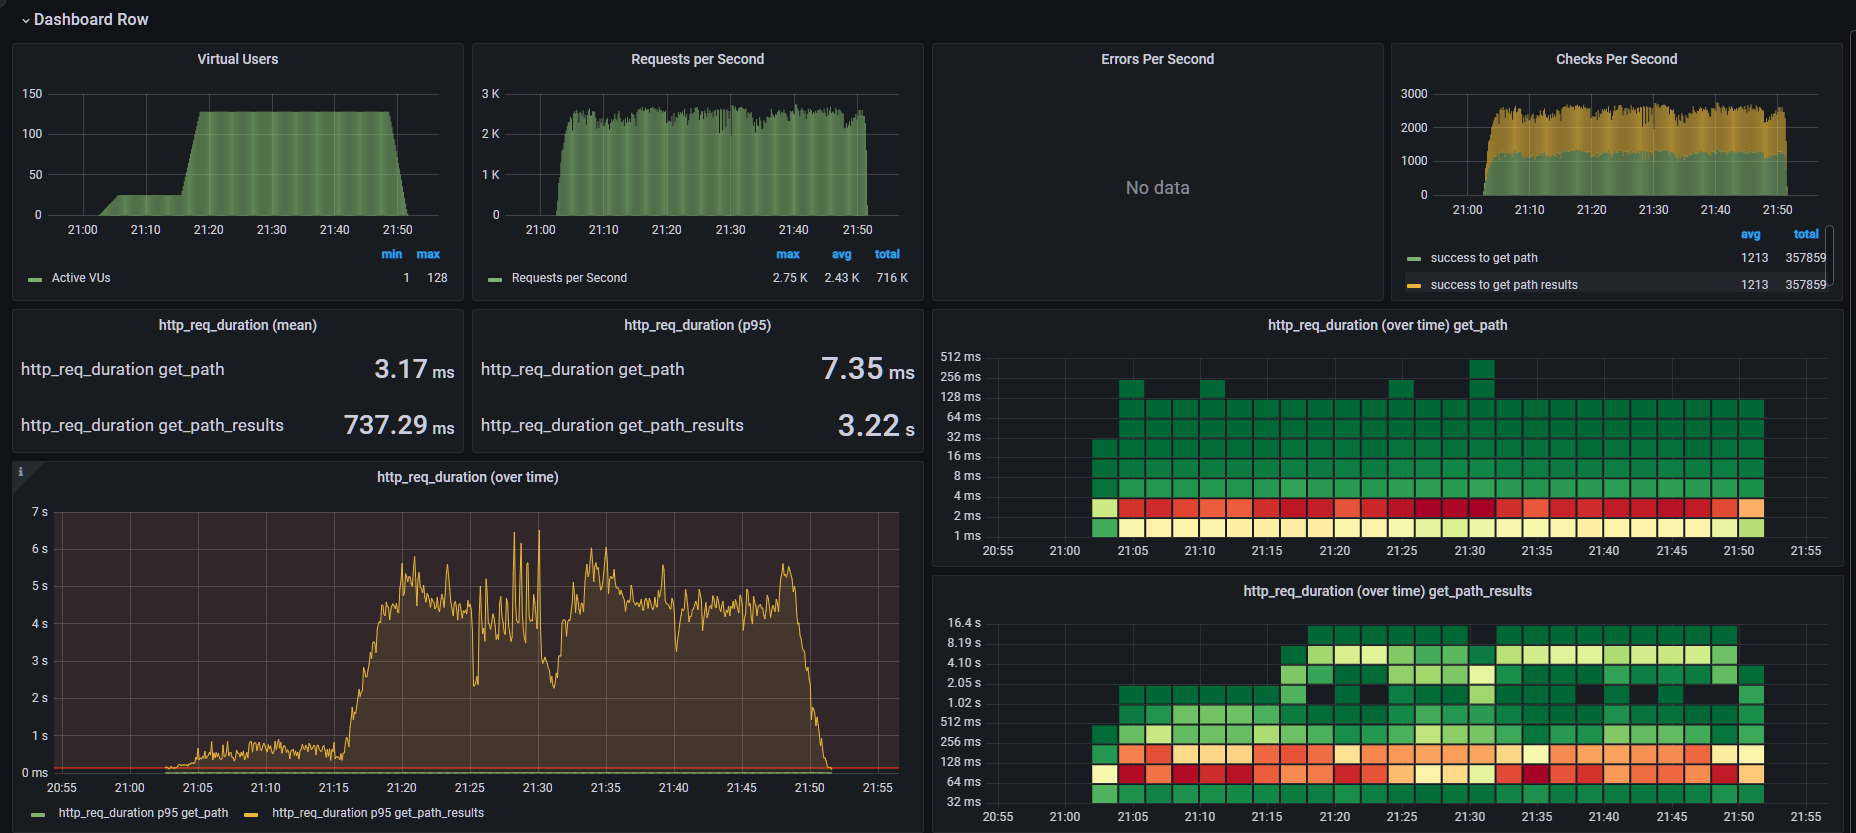 Dashboard Row
Virtual Users
150
100
50
0
21:00 21:10 21:20 21:30 21:40 21:50
min max
Active VUs 1 128
Requests per Second
3 K
2 K
1 K
0
21:00 21:10 21:20 21:30 21:40 21:50
max avg total
Requests per Second 2.75 K 2.43 K 716 K
Errors Per Second
No data
Checks Per Second
3000
2000
1000
0
21:00 21:10 21:20 21:30 21:40 21:50
avg total
success to get path 1213 357859
success to get path results 1213 357859
http_req_duration (mean)
http_req_duration get_path 3.17 ms
http_req_duration get_path_results 737.29 ms
http_req_duration (p95)
http_req_duration get_path 7.35 ms
http_req_duration get_path_results 3.22 s
http_req_duration (over time) get_path
512 ms
256 ms
128 ms
64 ms
32 ms
16 ms
8 ms
4 ms
2 ms
1 ms
20:55 21:00 21:05 21:10 21:15 21:20 21:25 21:30 21:35 21:40 21:45 21:50 21:55
i
http_req_duration (over time)
7 s
6 s
5 s
4 s
3 s
2 s
1 s
0 ms
20:55 21:00 21:05 21:10 21:15 21:20 21:25 21:30 21:35 21:40 21:45 21:50 21:55
http_req_duration p95 get_path http_req_duration p95 get_path_results
http_req_duration (over time) get_path_results
16.4 s
8.19 s
4.10 s
2.05 s
1.02 s
512 ms
256 ms
128 ms
64 ms
32 ms
20:55 21:00 21:05 21:10 21:15 21:20 21:25 21:30 21:35 21:40 21:45 21:50 21:55